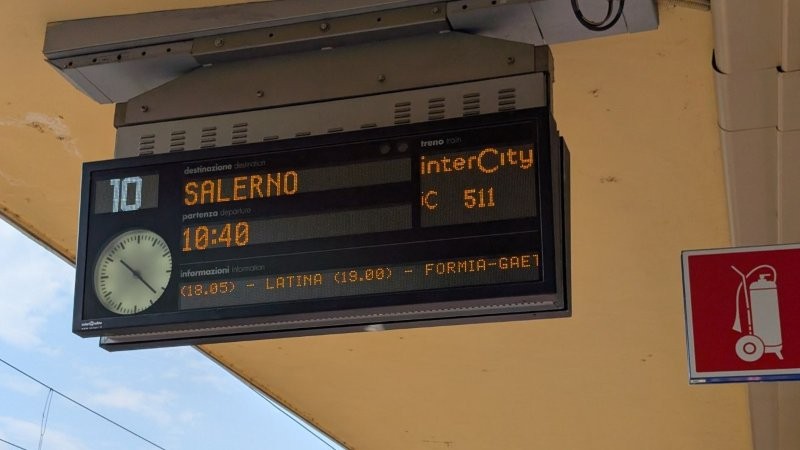 10
destinazione destination
SALERNO
partenza departure
10:40
treno train
interCity
IC 511
informazioni information
(18.05) - LATINA (19.00) - FORMIA-GAET